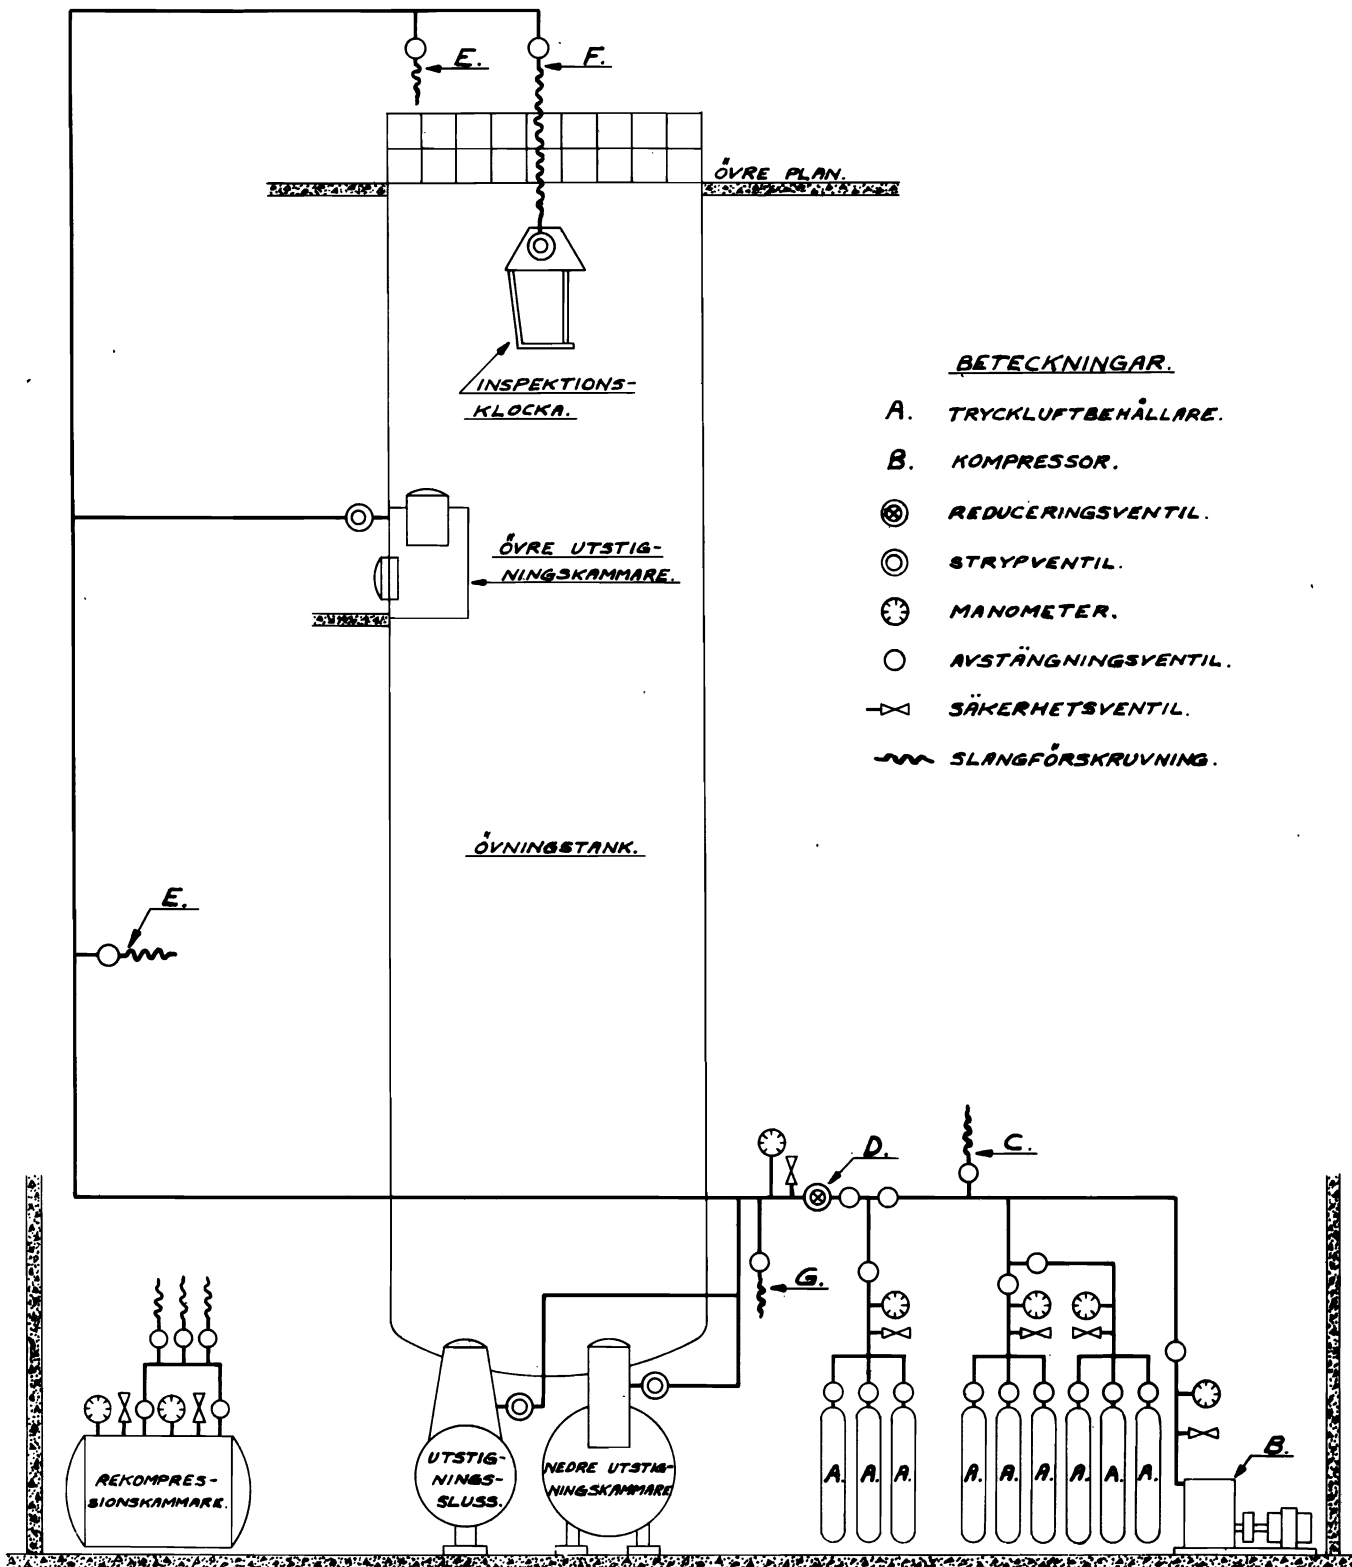 E.
F.
ÖVRE PLAN.
INSPEKTIONS-
KLOCKA.
BETECKNINGAR.
A. TRYCKLUFTBEHÅLLARE.
B. KOMPRESSOR.
REDUCERINGSVENTIL.
STRYPVENTIL.
MANOMETER.
AVSTÄNGNINGSVENTIL.
SÄKERHETSVENTIL.
SLANGFÖRSKRUVNING.
ÖVRE UTSTIG-
NINGSKAMMARE.
ÖVNINGSTANK.
E.
D.
C.
G.
B.
REKOMPRES-
SIONSKAMMARE.
UTSTIG-
NINGS-
SLUSS.
NEDRE UTSTIG-
NINGSKAMMARE
A. A. A. A. A. A. A. A. A.